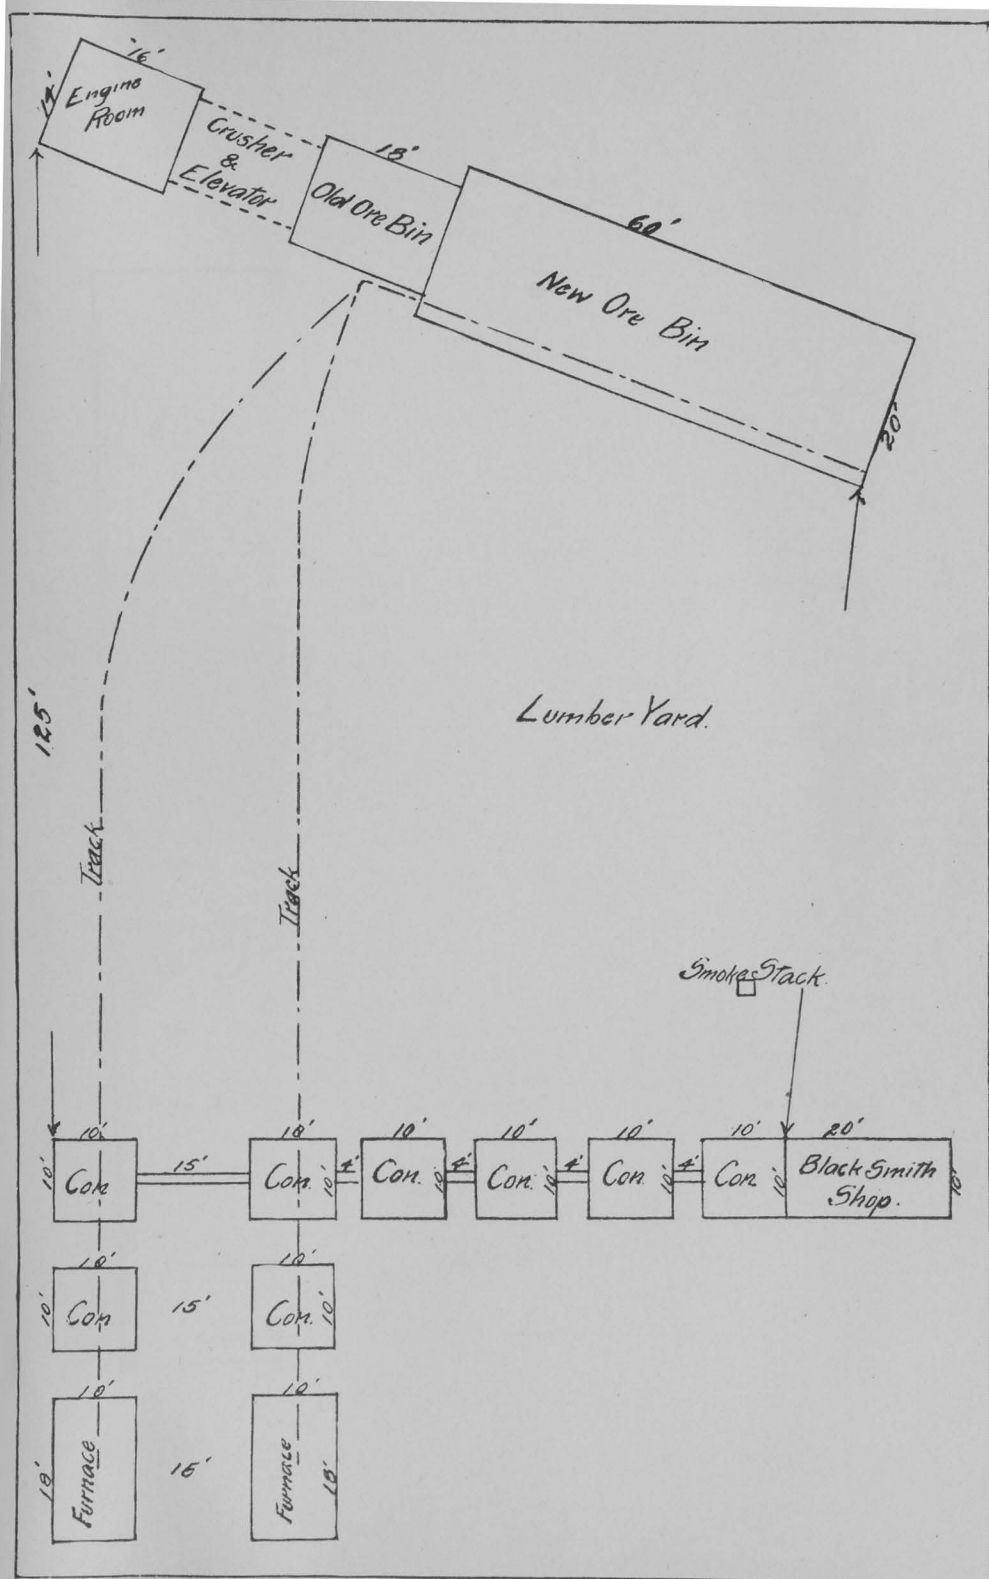 16'
Engine
Room
Crusher
&
Elevator
18'
Old Ore Bin
60'
New Ore Bin
20'
125'
Lumber Yard.
Track
Track
Smoke Stack.
10' 10' 10' 10' 10' 10' 20'
10' Con 15' Con. 10' 4' Con. 10' 4' Con. 10' 4' Con. 10' 4' Con. 10' Black Smith 10'
Shop.
10' 10'
10' Con 15' Con. 10'
10' 10'
18' Furnace Furnace 18'